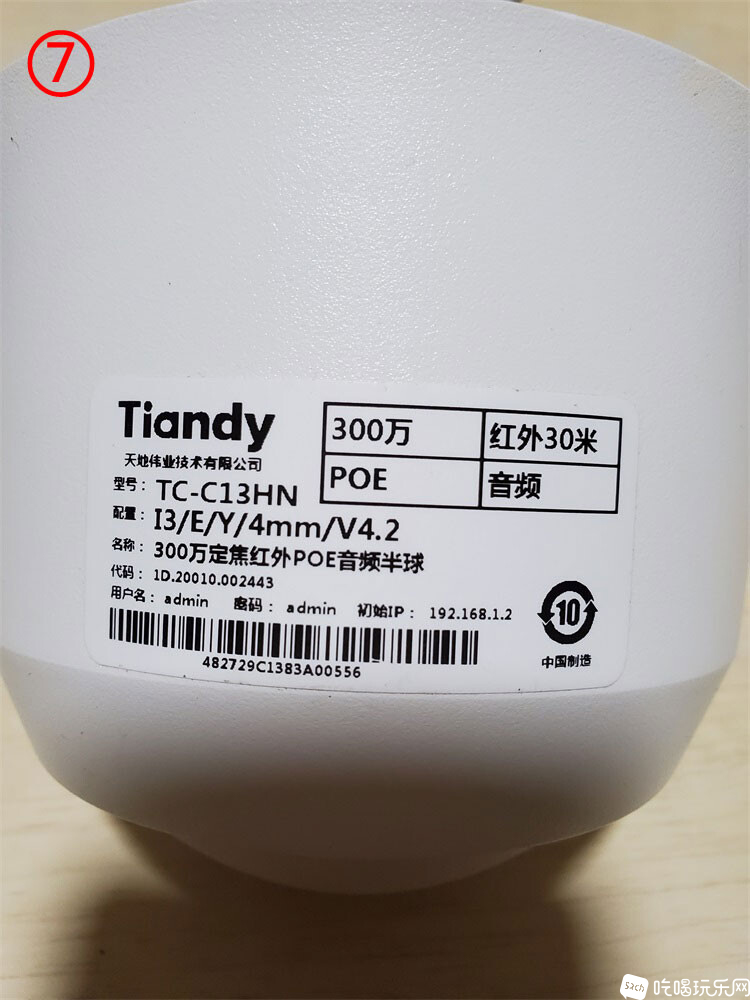 ⑦
Tiandy
天地伟业技术有限公司
300万 红外30米
POE 音频
型号: TC-C13HN
配置: I3/E/Y/4mm/V4.2
名称: 300万定焦红外POE音频半球
代码: 1D.20010.002443
用户名: admin 密码: admin 初始IP: 192.168.1.2
482729C1383A00556
10
中国制造
52ch 吃喝玩乐网